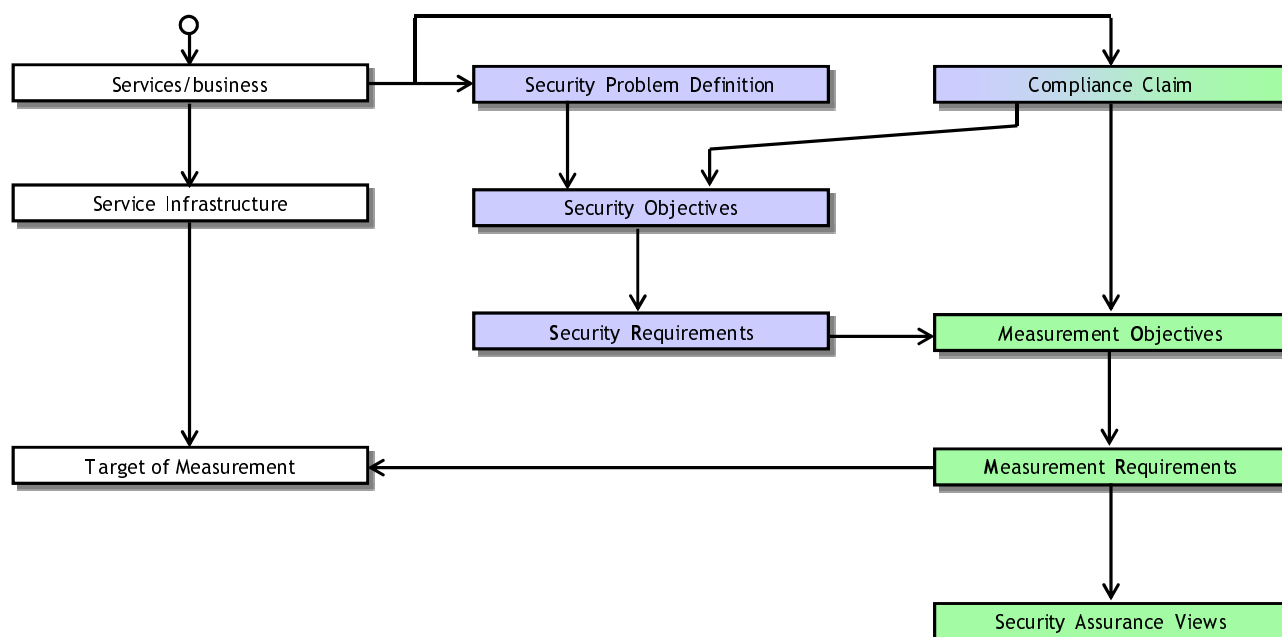 Services/business
Security Problem Definition
Compliance Claim
Service Infrastructure
Security Objectives
Security Requirements
Measurement Objectives
Target of Measurement
Measurement Requirements
Security Assurance Views